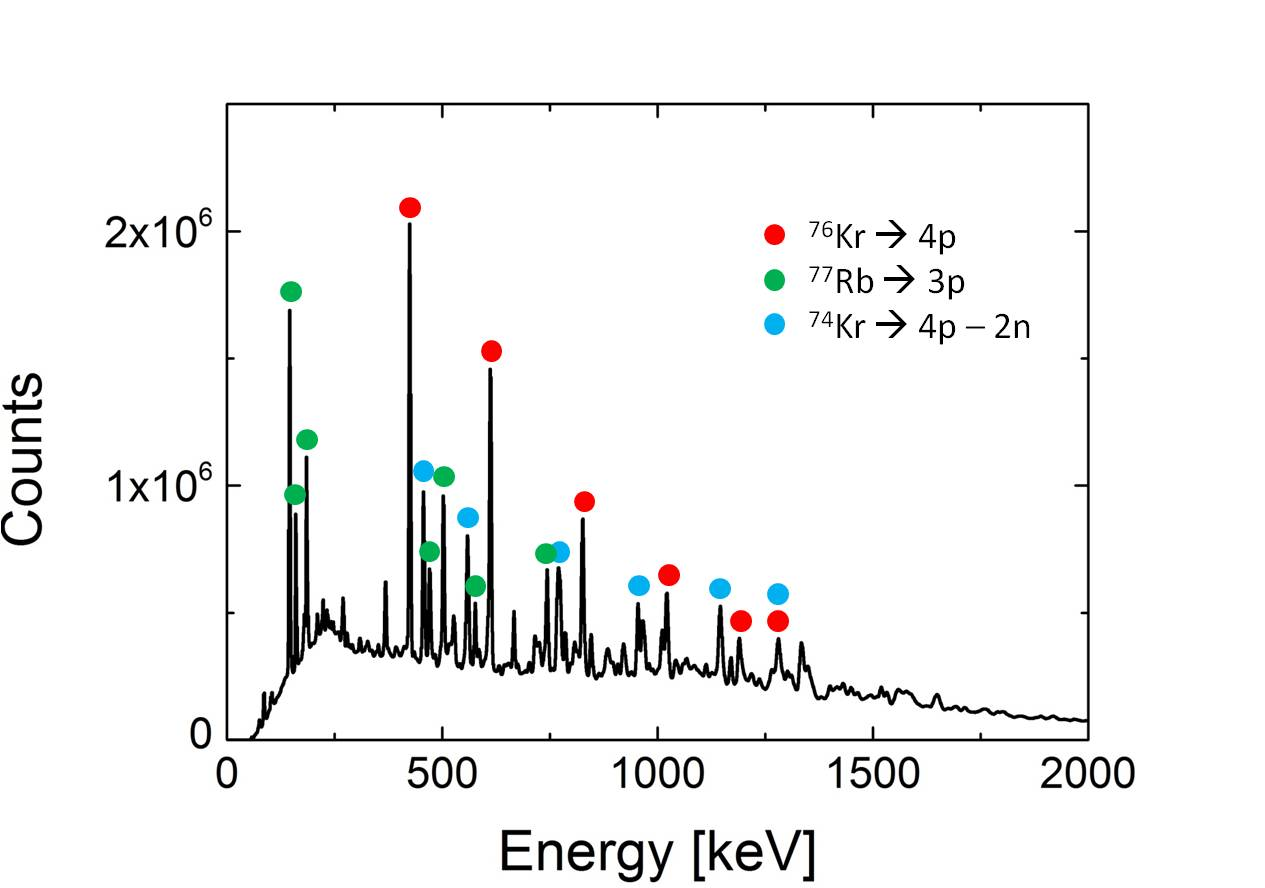 2x10⁶
⁷⁶Kr → 4p
⁷⁷Rb → 3p
⁷⁴Kr → 4p – 2n
Counts
1x10⁶
0
0 500 1000 1500 2000
Energy [keV]